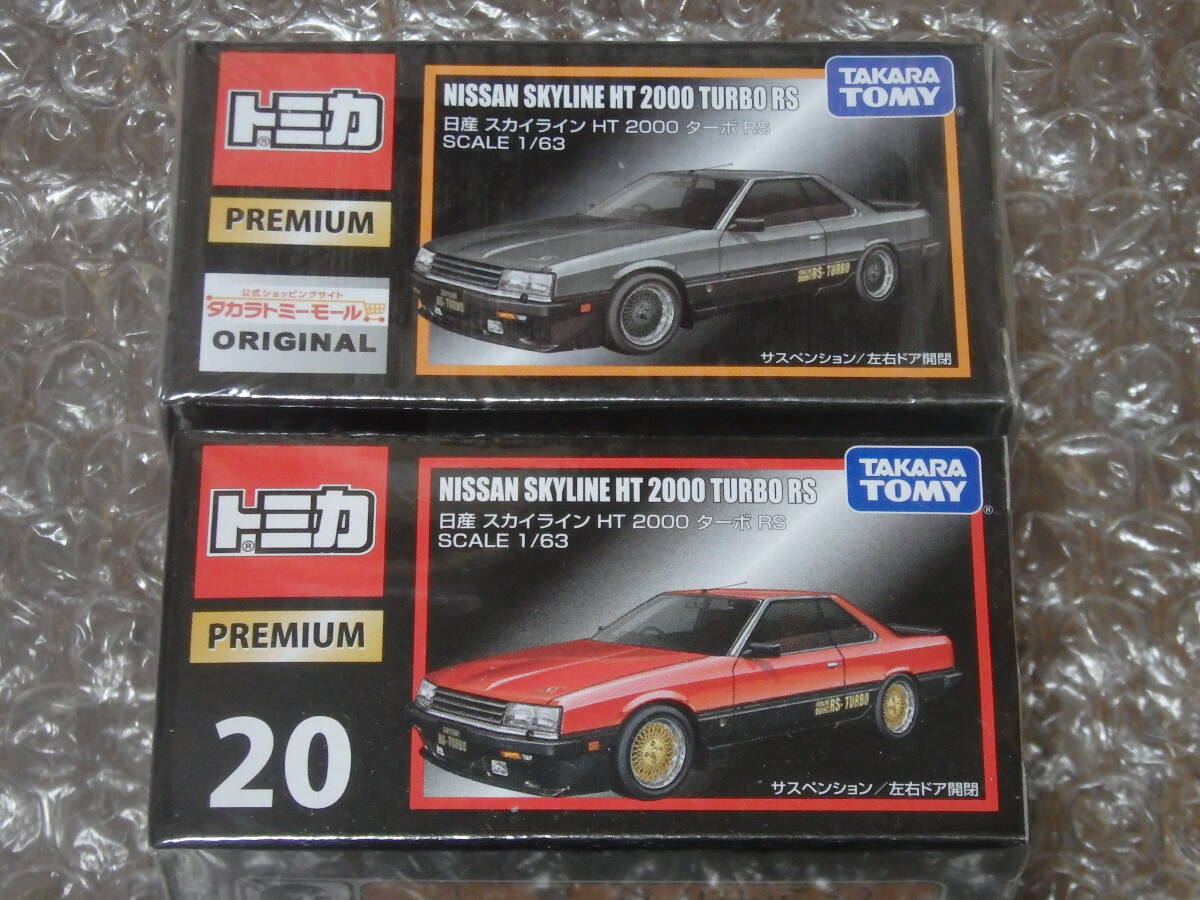 トミカ
PREMIUM
公式ショッピングサイト
タカラトミーモール
ORIGINAL
NISSAN SKYLINE HT 2000 TURBO RS
日産 スカイライン HT 2000 ターボ RS
SCALE 1/63
TAKARA
TOMY
RS-TURBO
RS-TURBO
サスペンション/左右ドア開閉
トミカ
PREMIUM
20
NISSAN SKYLINE HT 2000 TURBO RS
日産 スカイライン HT 2000 ターボ RS
SCALE 1/63
TAKARA
TOMY
RS-TURBO
RS-TURBO
サスペンション/左右ドア開閉